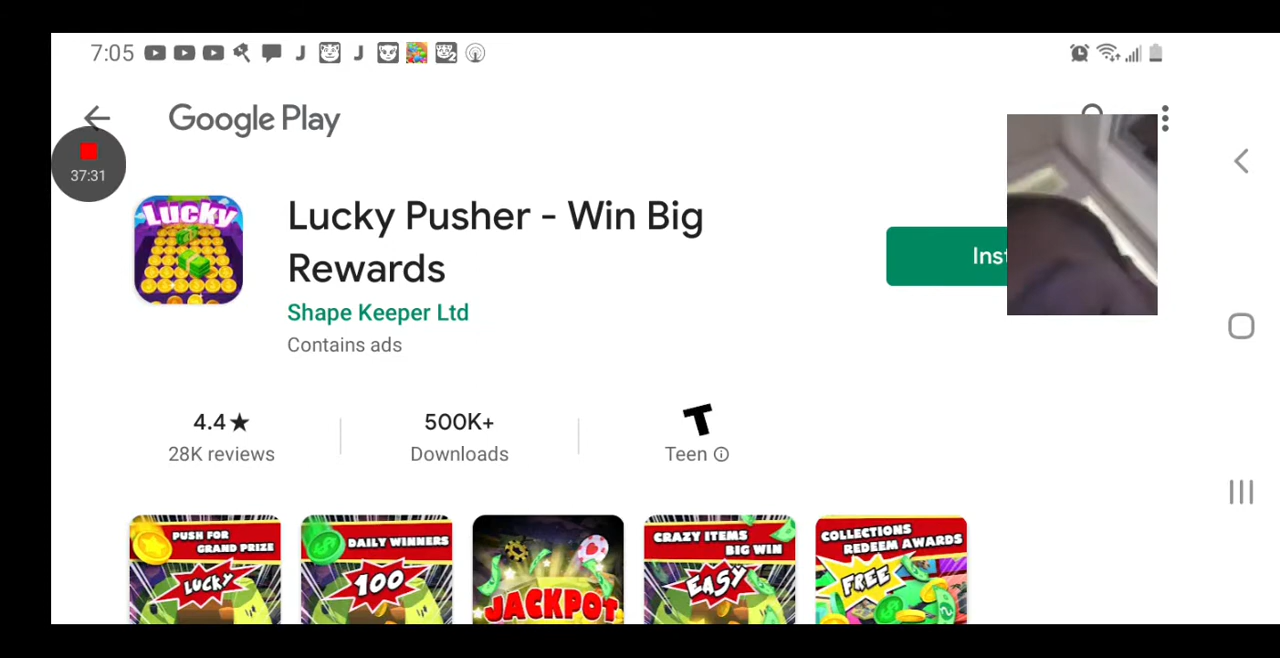 7:05
Google Play
37:31
Lucky
Lucky Pusher - Win Big
Rewards
Inst
Shape Keeper Ltd
Contains ads
4.4★
28K reviews
500K+
Downloads
T
Teen
PUSH FOR
GRAND PRIZE
LUCKY
DAILY WINNERS
100
JACKPOT
CRAZY ITEMS
BIG WIN
EASY
COLLECTIONS
REDEEM AWARDS
FREE